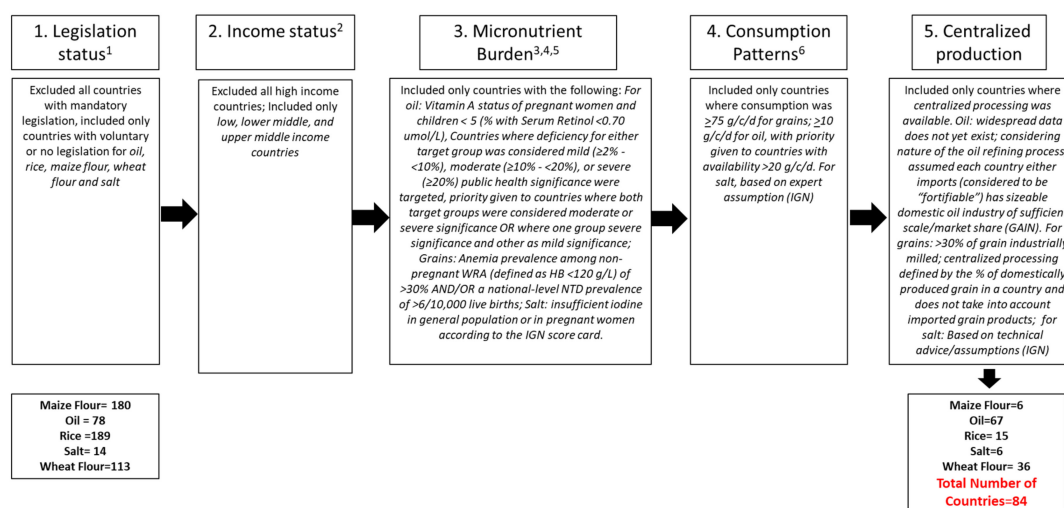 1. Legislation
status1
Excluded all countries
with mandatory
legislation, included only
countries with voluntary
or no legislation for oil,
rice, maize flour, wheat
flour and salt
2. Income status2
Excluded all high income
countries; Included only
low, lower middle, and
upper middle income
countries
3. Micronutrient
Burden3,4,5
Included only countries with the following: For
oil: Vitamin A status of pregnant women and
children < 5 (% with Serum Retinol <0.70
umol/L), Countries where deficiency for either
target group was considered mild (≥2% -
<10%), moderate (≥10% - <20%), or severe
(≥20%) public health significance were
targeted, priority given to countries where both
target groups were considered moderate or
severe significance OR where one group severe
significance and other as mild significance;
Grains: Anemia prevalence among non-
pregnant WRA (defined as HB <120 g/L) of
>30% AND/OR a national-level NTD prevalence
of >6/10,000 live births; Salt: insufficient iodine
in general population or in pregnant women
according to the IGN score card.
4. Consumption
Patterns6
Included only countries
where consumption was
≥75 g/c/d for grains; ≥10
g/c/d for oil, with priority
given to countries with
availability >20 g/c/d. For
salt, based on expert
assumption (IGN)
5. Centralized
production
Included only countries where
centralized processing was
available. Oil: widespread data
does not yet exist; considering
nature of the oil refining process
assumed each country either
imports (considered to be
“fortifiable”) has sizeable
domestic oil industry of sufficient
scale/market share (GAIN). For
grains: >30% of grain industrially
milled; centralized processing
defined by the % of domestically
produced grain in a country and
does not take into account
imported grain products; for
salt: Based on technical
advice/assumptions (IGN)
Maize Flour= 180
Oil = 78
Rice =189
Salt= 14
Wheat Flour=113
Maize Flour=6
Oil=67
Rice= 15
Salt=6
Wheat Flour= 36
Total Number of
Countries=84